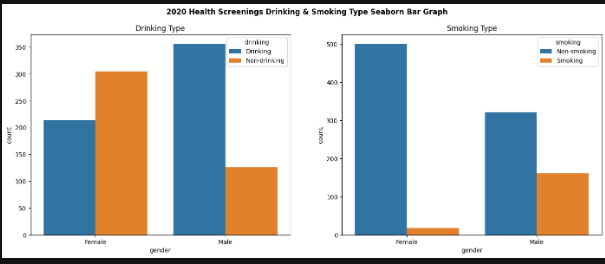 2020 Health Screenings Drinking & Smoking Type Seaborn Bar Graph
Drinking Type
drinking
Drinking
Non-drinking
350
300
250
200
150
100
50
0
count
Female
Male
gender
Smoking Type
smoking
Non-smoking
Smoking
500
400
300
200
100
0
count
Female
Male
gender